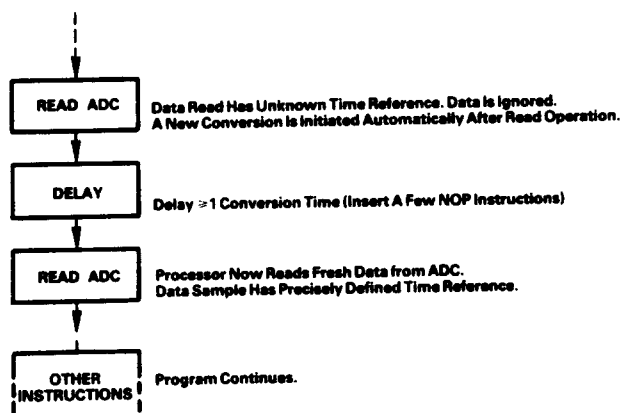 READ ADC
Data Read Has Unknown Time Reference. Data Is Ignored.
A New Conversion Is Initiated Automatically After Read Operation.
DELAY
Delay ≥1 Conversion Time (Insert A Few NOP Instructions)
READ ADC
Processor Now Reads Fresh Data from ADC.
Data Sample Has Precisely Defined Time Reference.
OTHER
INSTRUCTIONS
Program Continues.